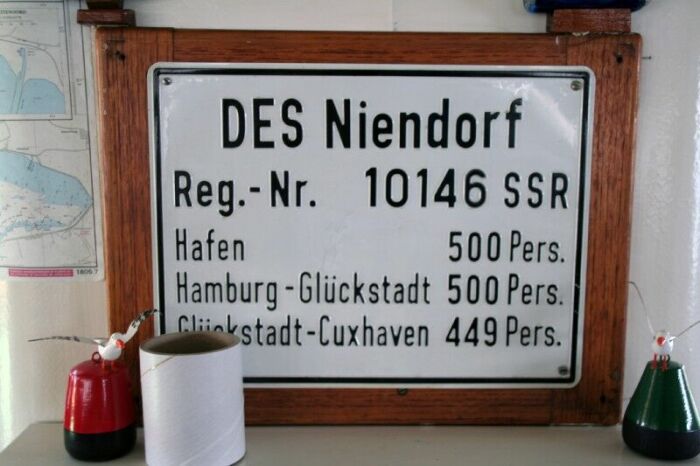 DES Niendorf
Reg.-Nr. 10146 SSR
Hafen 500 Pers.
Hamburg-Glückstadt 500 Pers.
Glückstadt-Cuxhaven 449 Pers.